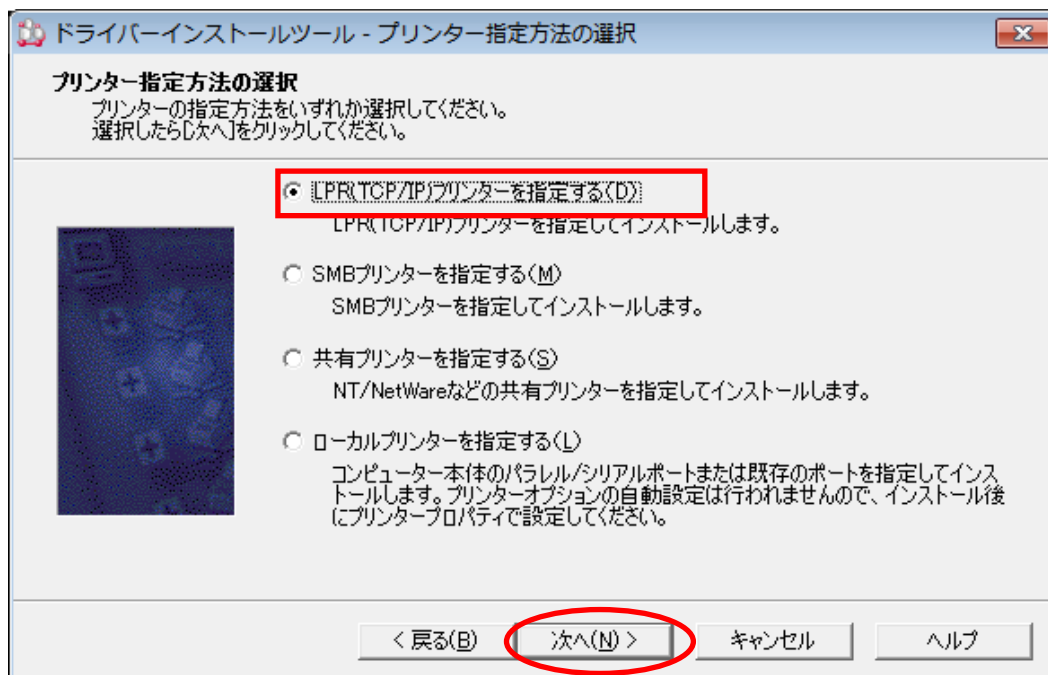 ドライバーインストールツール - プリンター指定方法の選択
プリンター指定方法の選択
プリンターの指定方法をいずれか選択してください。
選択したら[次へ]をクリックしてください。
LPR(TCP/IP)プリンターを指定する(D)
LPR(TCP/IP)プリンターを指定してインストールします。
SMBプリンターを指定する(M)
SMBプリンターを指定してインストールします。
共有プリンターを指定する(S)
NT/NetWareなどの共有プリンターを指定してインストールします。
ローカルプリンターを指定する(L)
コンピューター本体のパラレル/シリアルポートまたは既存のポートを指定してインス
トールします。プリンターオプションの自動設定は行われませんので、インストール後
にプリンタープロパティで設定してください。
< 戻る(B)
次へ(N) >
キャンセル
ヘルプ